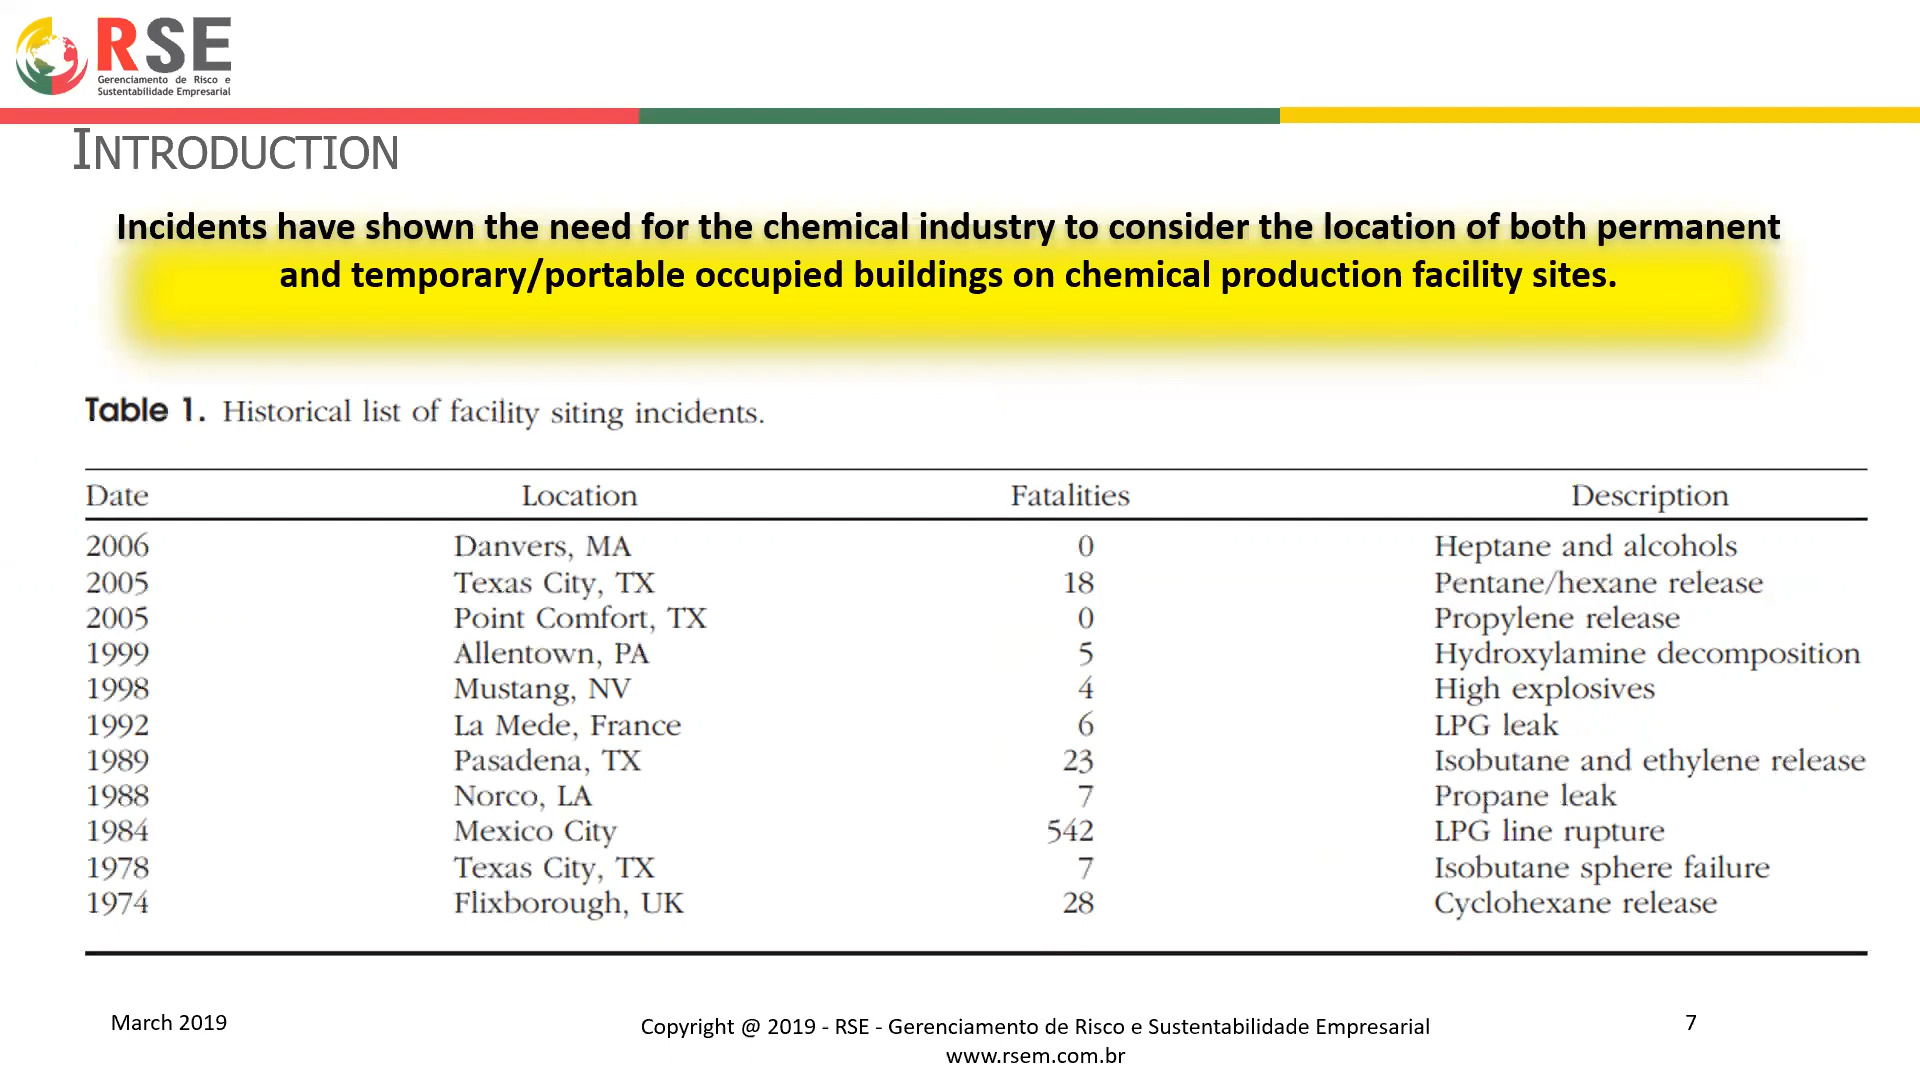 RSE
Gerenciamento de Risco e
Sustentabilidade Empresarial
INTRODUCTION
Incidents have shown the need for the chemical industry to consider the location of both permanent
and temporary/portable occupied buildings on chemical production facility sites.
Table 1. Historical list of facility siting incidents.
Date Location Fatalities Description
2006 Danvers, MA 0 Heptane and alcohols
2005 Texas City, TX 18 Pentane/hexane release
2005 Point Comfort, TX 0 Propylene release
1999 Allentown, PA 5 Hydroxylamine decomposition
1998 Mustang, NV 4 High explosives
1992 La Mede, France 6 LPG leak
1989 Pasadena, TX 23 Isobutane and ethylene release
1988 Norco, LA 7 Propane leak
1984 Mexico City 542 LPG line rupture
1978 Texas City, TX 7 Isobutane sphere failure
1974 Flixborough, UK 28 Cyclohexane release
March 2019 Copyright @ 2019 - RSE - Gerenciamento de Risco e Sustentabilidade Empresarial 7
www.rsem.com.br